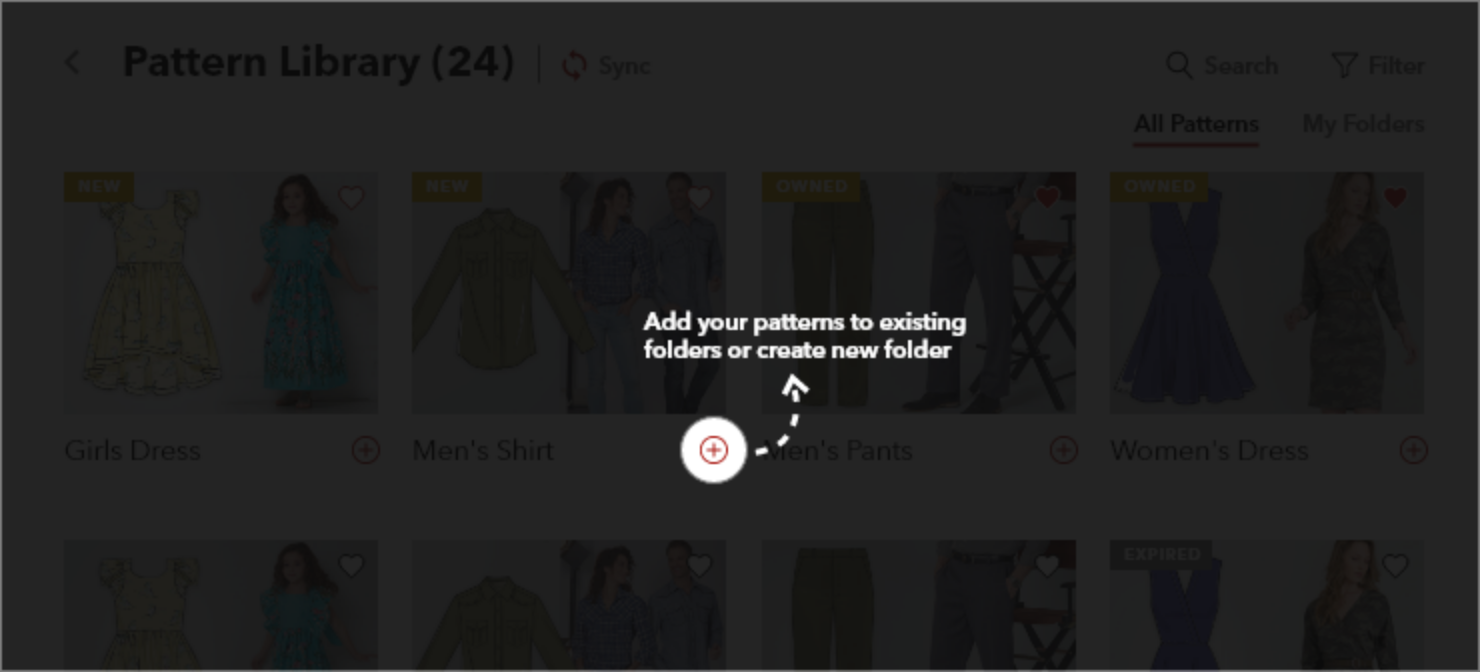 Pattern Library (24)
Sync
Search
Filter
All Patterns
My Folders
NEW
NEW
OWNED
OWNED
Add your patterns to existing
folders or create new folder
Girls Dress
Men's Shirt
Men's Pants
Women's Dress
EXPIRED